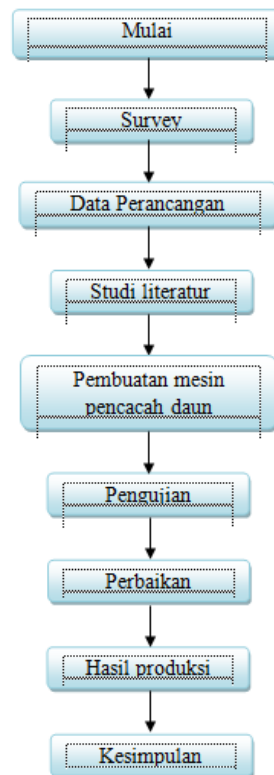 Mulai
Survey
Data Perancangan
Studi literatur
Pembuatan mesin
pencacah daun
Pengujian
Perbaikan
Hasil produksi
Kesimpulan